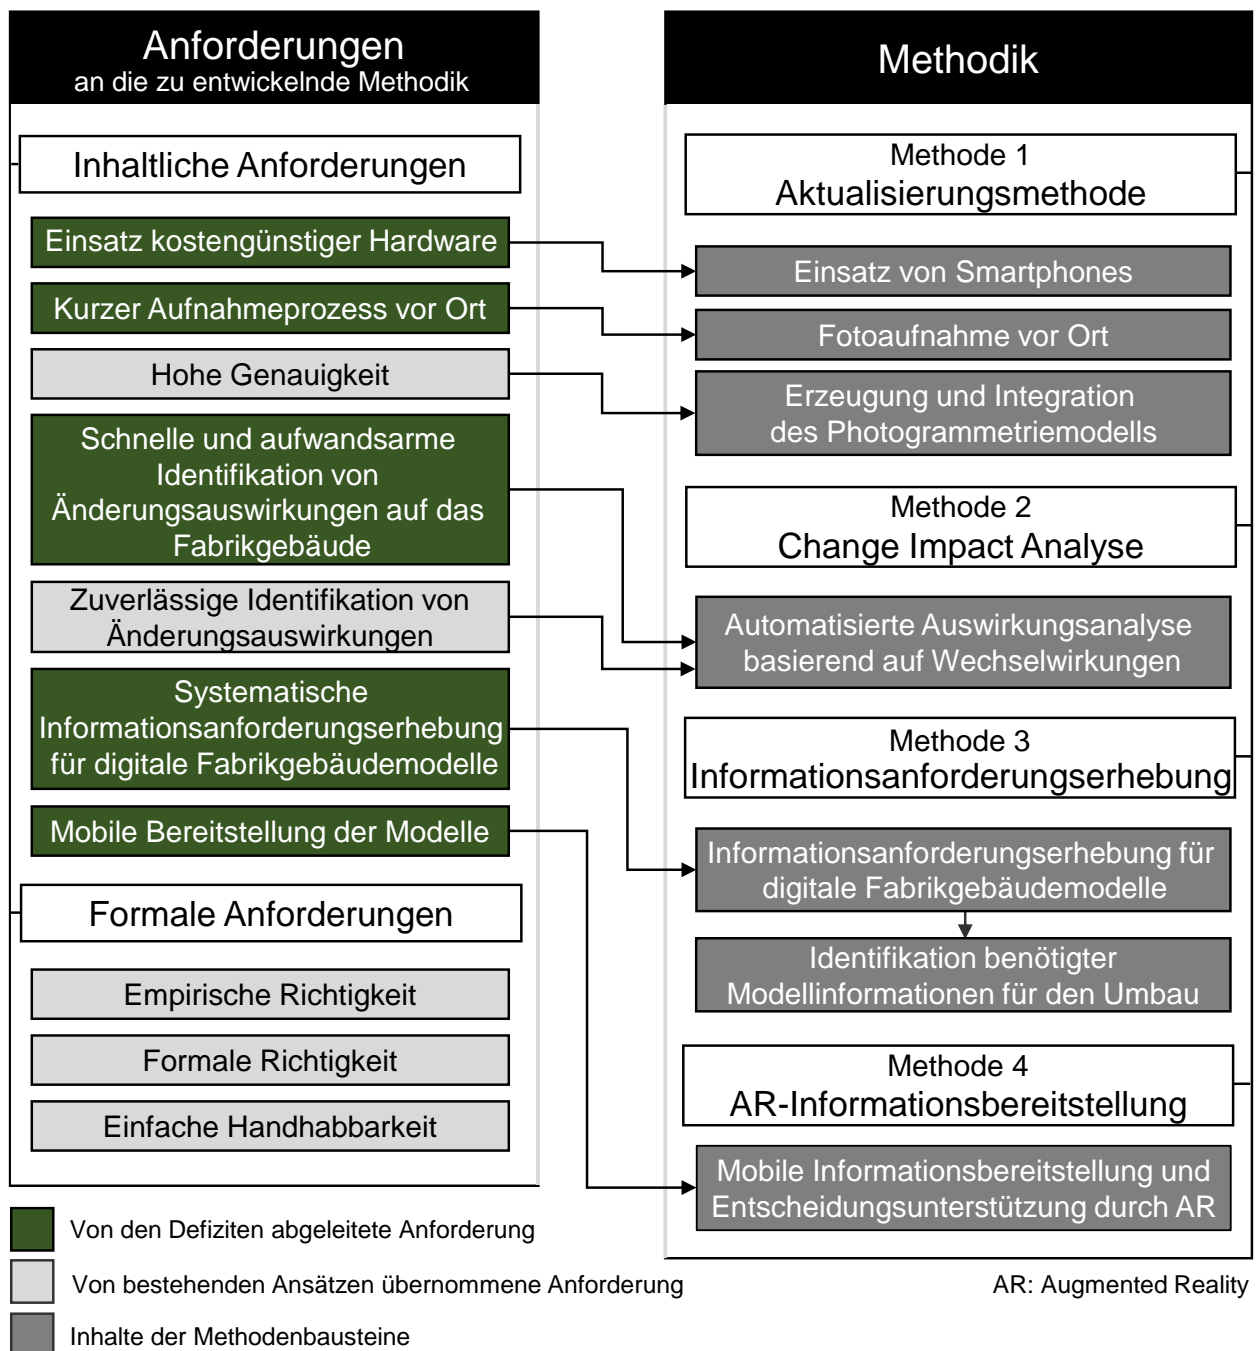 Anforderungen
an die zu entwickelnde Methodik
Inhaltliche Anforderungen
Einsatz kostengünstiger Hardware
Kurzer Aufnahmeprozess vor Ort
Hohe Genauigkeit
Schnelle und aufwandsarme
Identifikation von
Änderungsauswirkungen auf das
Fabrikgebäude
Zuverlässige Identifikation von
Änderungsauswirkungen
Systematische
Informationsanforderungserhebung
für digitale Fabrikgebäudemodelle
Mobile Bereitstellung der Modelle
Formale Anforderungen
Empirische Richtigkeit
Formale Richtigkeit
Einfache Handhabbarkeit
Methodik
Methode 1
Aktualisierungsmethode
Einsatz von Smartphones
Fotoaufnahme vor Ort
Erzeugung und Integration
des Photogrammetriemodells
Methode 2
Change Impact Analyse
Automatisierte Auswirkungsanalyse
basierend auf Wechselwirkungen
Methode 3
Informationsanforderungserhebung
Informationsanforderungserhebung für
digitale Fabrikgebäudemodelle
Identifikation benötigter
Modellinformationen für den Umbau
Methode 4
AR-Informationsbereitstellung
Mobile Informationsbereitstellung und
Entscheidungsunterstützung durch AR
Von den Defiziten abgeleitete Anforderung
Von bestehenden Ansätzen übernommene Anforderung
Inhalte der Methodenbausteine
AR: Augmented Reality